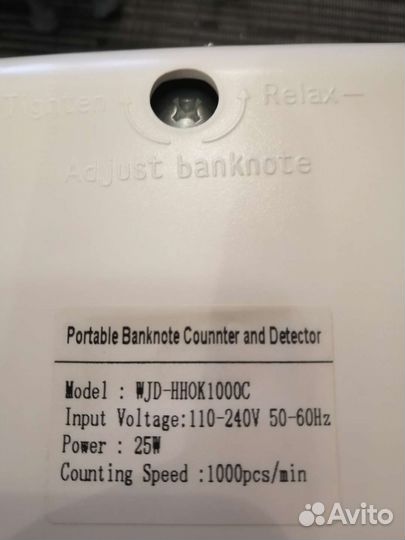 Tighten Relax—
Adjust banknote
Portable Banknote Counnter and Detector
Model : WJD-HHOK1000C
Input Voltage:110-240V 50-60Hz
Power : 25W
Counting Speed :1000pcs/min
Avito